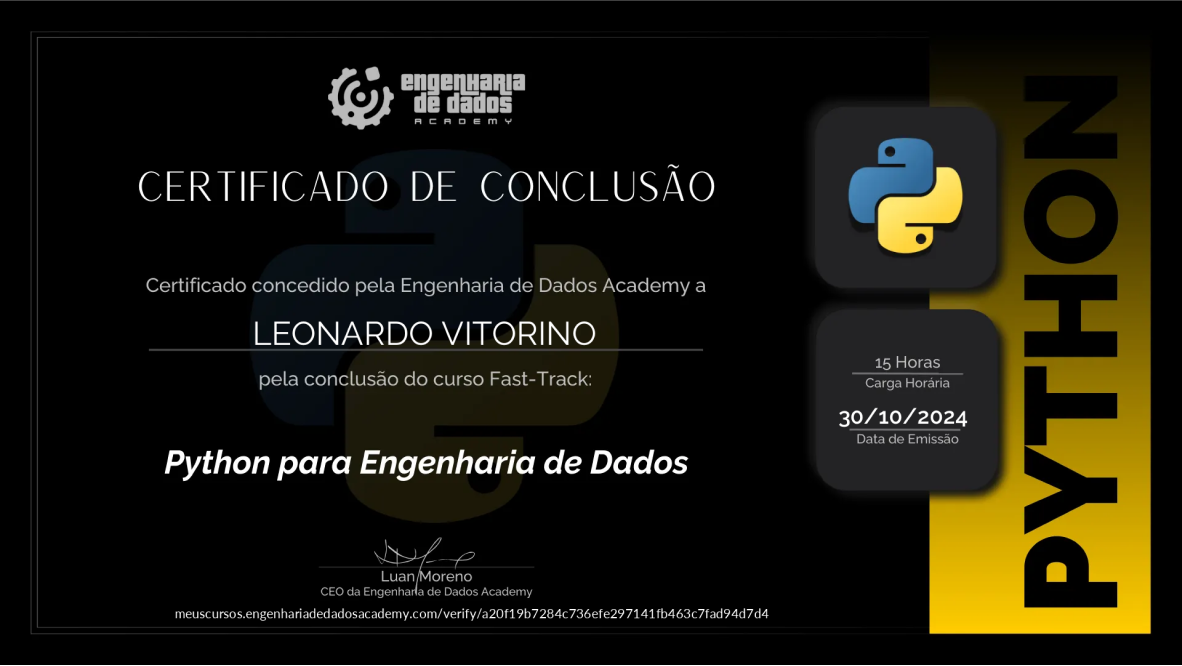 engenharia
de dados
ACADEMY
CERTIFICADO DE CONCLUSÃO
Certificado concedido pela Engenharia de Dados Academy a
LEONARDO VITORINO
pela conclusão do curso Fast-Track:
Python para Engenharia de Dados
Luan Moreno
CEO da Engenharia de Dados Academy
meuscursos.engenhariadedadosacademy.com/verify/a20f19b7284c736efe297141fb463c7fad94d7d4
15 Horas
Carga Horária
30/10/2024
Data de Emissão
PYTHON